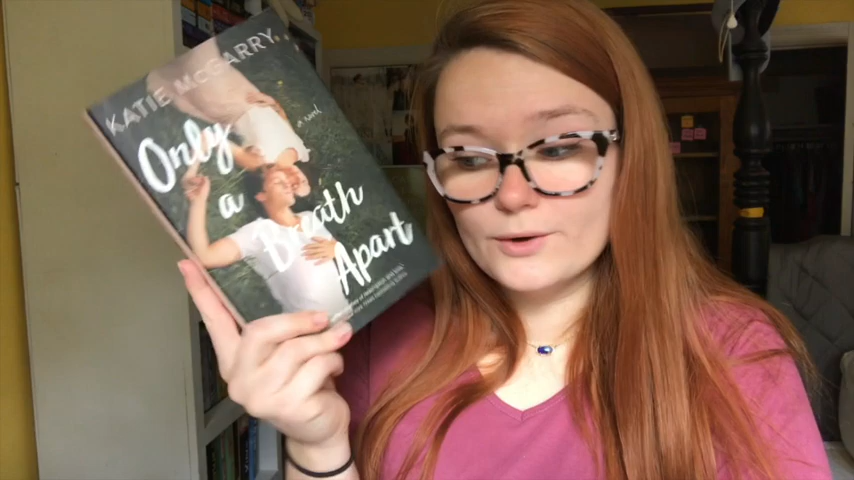 KATIE McGARRY
a novel
Only
a
Breath
Apart